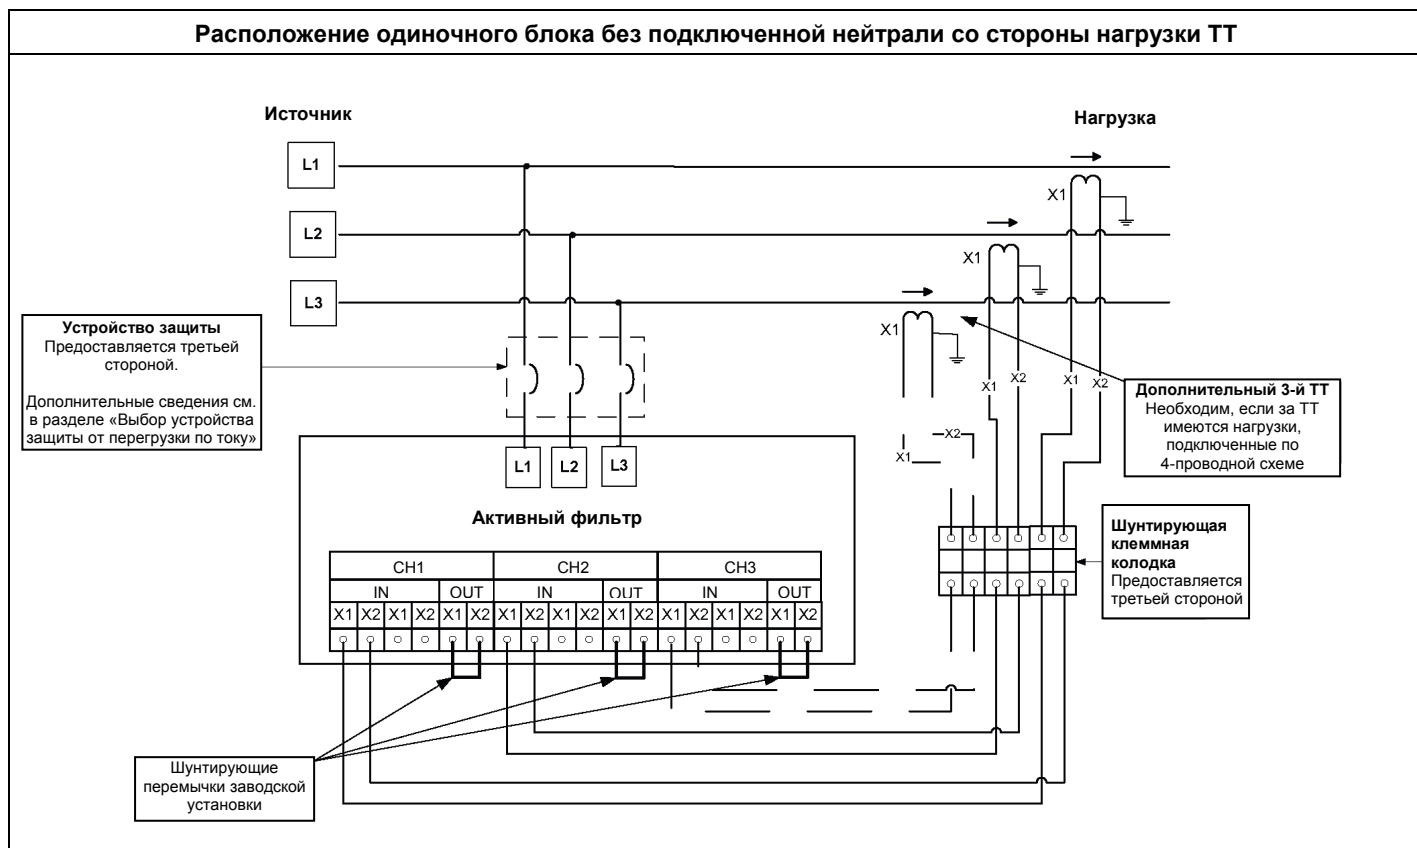 Расположение одиночного блока без подключенной нейтрали со стороны нагрузки ТТ
Источник
Нагрузка
L1
X1
L2
X1
L3
X1
Устройство защиты
Предоставляется третьей
стороной.
Дополнительные сведения см.
в разделе «Выбор устройства
защиты от перегрузки по току»
X1
X2
X1
X2
Дополнительный 3-й ТТ
Необходим, если за ТТ
имеются нагрузки,
подключенные по
4-проводной схеме
X2
X1
L1
L2
L3
Активный фильтр
Шунтирующая
клеммная
колодка
Предоставляется
третьей стороной
CH1
CH2
CH3
IN
OUT
IN
OUT
IN
OUT
X1 X2 X1 X2 X1 X2 X1 X2 X1 X2 X1 X2 X1 X2 X1 X2 X1 X2
Шунтирующие
перемычки заводской
установки